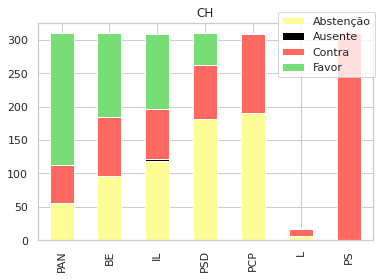 CH
Abstenção
Ausente
Contra
Favor
300
250
200
150
100
50
0
PAN
BE
IL
PSD
PCP
L
PS